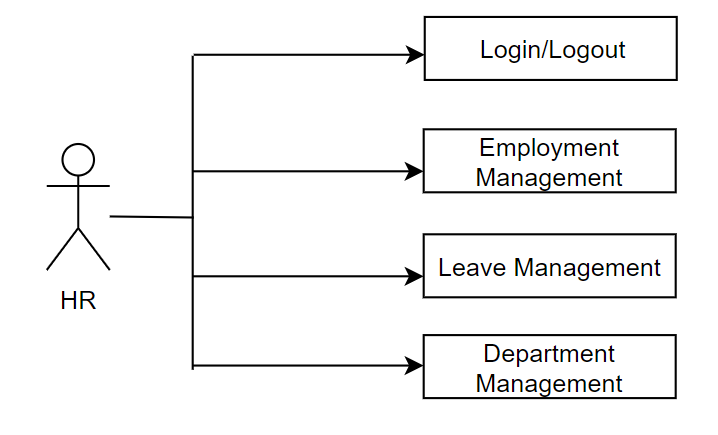 Login/Logout
Employment
Management
Leave Management
HR
Department
Management